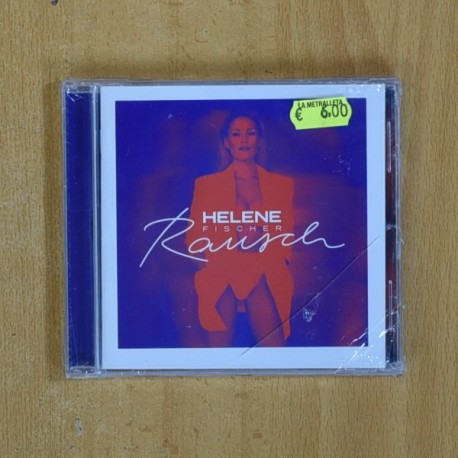 LA METRALLETA
€ 6.00
HELENE
FISCHER
Rausch